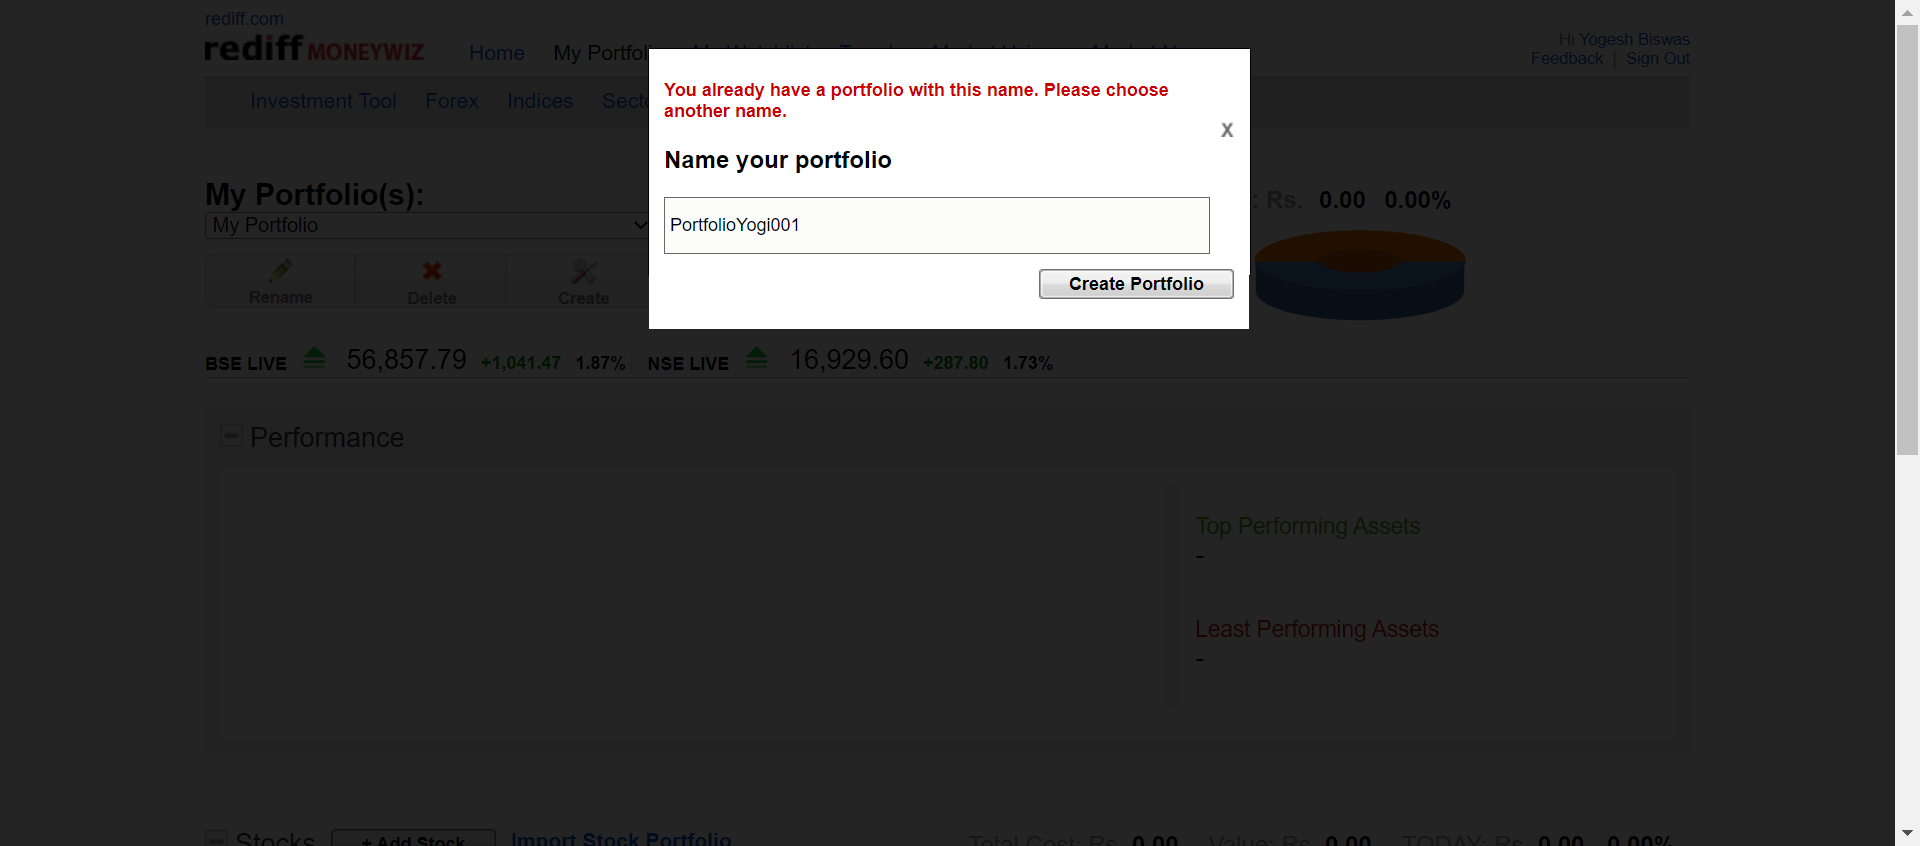 rediff.com
rediff MONEYWIZ
Home
My Portfoli
Hi Yogesh Biswas
Feedback | Sign Out
Investment Tool
Forex
Indices
Secto
You already have a portfolio with this name. Please choose
another name.
X
Name your portfolio
PortfolioYogi001
Create Portfolio
My Portfolio(s):
My Portfolio
Rename
Delete
Create
: Rs. 0.00 0.00%
BSE LIVE 56,857.79 +1,041.47 1.87% NSE LIVE 16,929.60 +287.80 1.73%
Performance
Top Performing Assets
-
Least Performing Assets
-
Stocks + Add Stock Import Stock Portfolio Total Cost: Rs. 0.00 Value: Rs. 0.00 TODAY: Rs. 0.00 0.00%